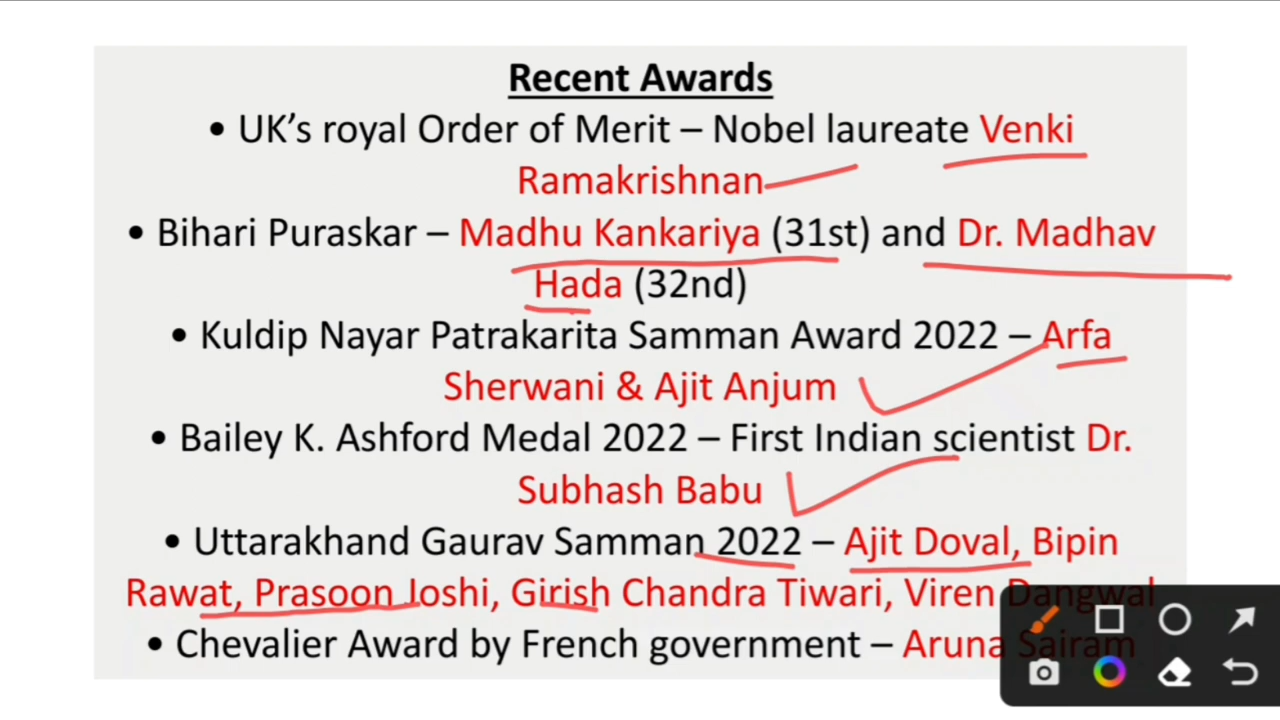 Recent Awards
• UK’s royal Order of Merit – Nobel laureate Venki
Ramakrishnan
• Bihari Puraskar – Madhu Kankariya (31st) and Dr. Madhav
Hada (32nd)
• Kuldip Nayar Patrakarita Samman Award 2022 – Arfa
Sherwani & Ajit Anjum
• Bailey K. Ashford Medal 2022 – First Indian scientist Dr.
Subhash Babu
• Uttarakhand Gaurav Samman 2022 – Ajit Doval, Bipin
Rawat, Prasoon Joshi, Girish Chandra Tiwari, Viren Dangwal
• Chevalier Award by French government – Aruna Sairam